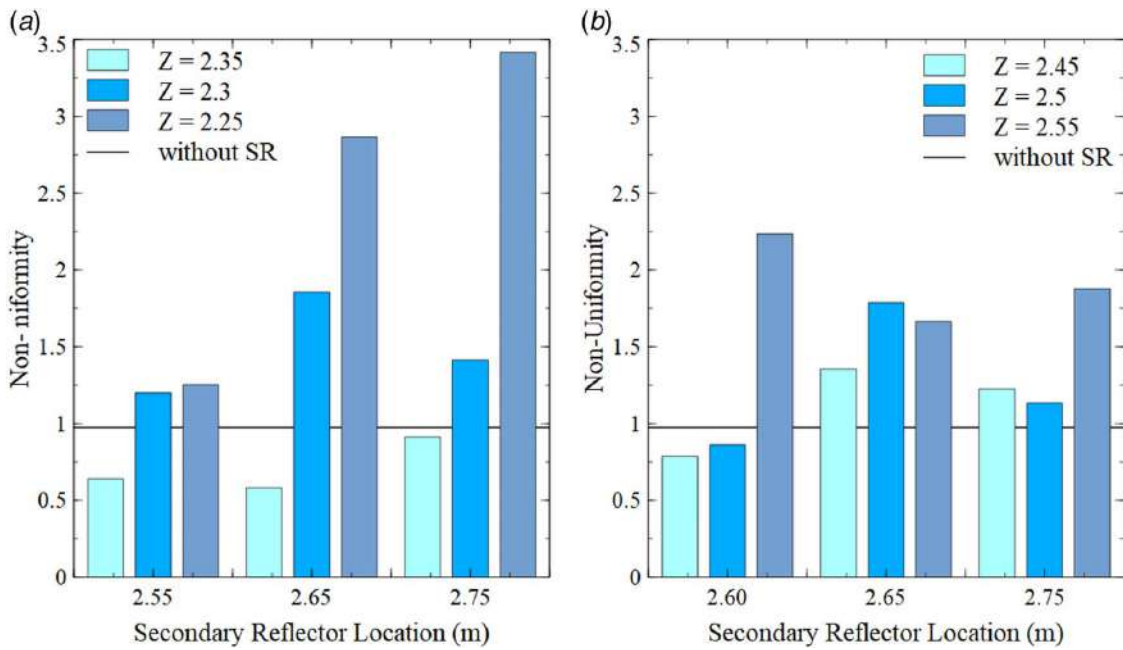 (a)
3.5
3
2.5
2
1.5
1
0.5
0
Non- niformity
Z = 2.35
Z = 2.3
Z = 2.25
without SR
2.55 2.65 2.75
Secondary Reflector Location (m)
(b)
3.5
3
2.5
2
1.5
1
0.5
0
Non-Uniformity
Z = 2.45
Z = 2.5
Z = 2.55
without SR
2.60 2.65 2.75
Secondary Reflector Location (m)